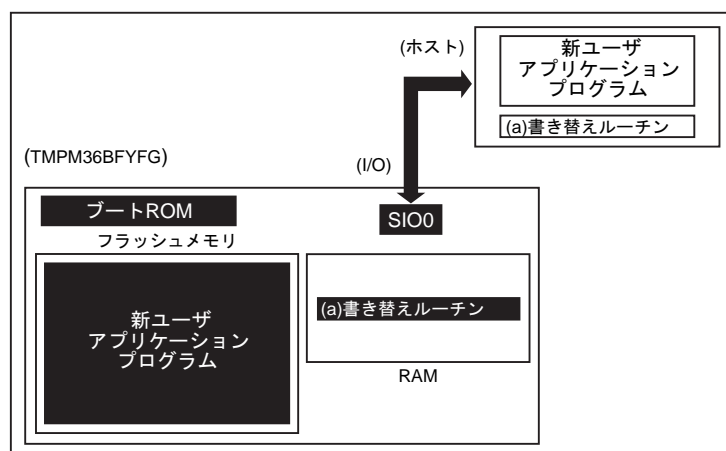 (ホスト)
新ユーザ
アプリケーション
プログラム
(a)書き替えルーチン
(TMPM36BFYFG)
(I/O)
ブートROM
SIO0
フラッシュメモリ
新ユーザ
アプリケーション
プログラム
(a)書き替えルーチン
RAM